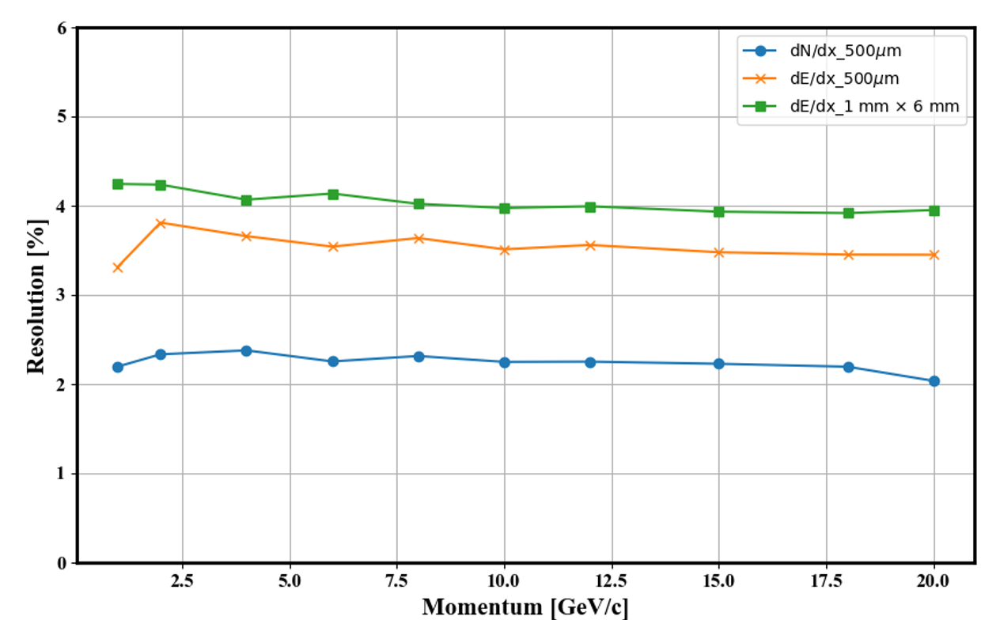 6
5
4
3
2
1
0
Resolution [%]
dN/dx_500μm
dE/dx_500μm
dE/dx_1 mm × 6 mm
2.5 5.0 7.5 10.0 12.5 15.0 17.5 20.0
Momentum [GeV/c]